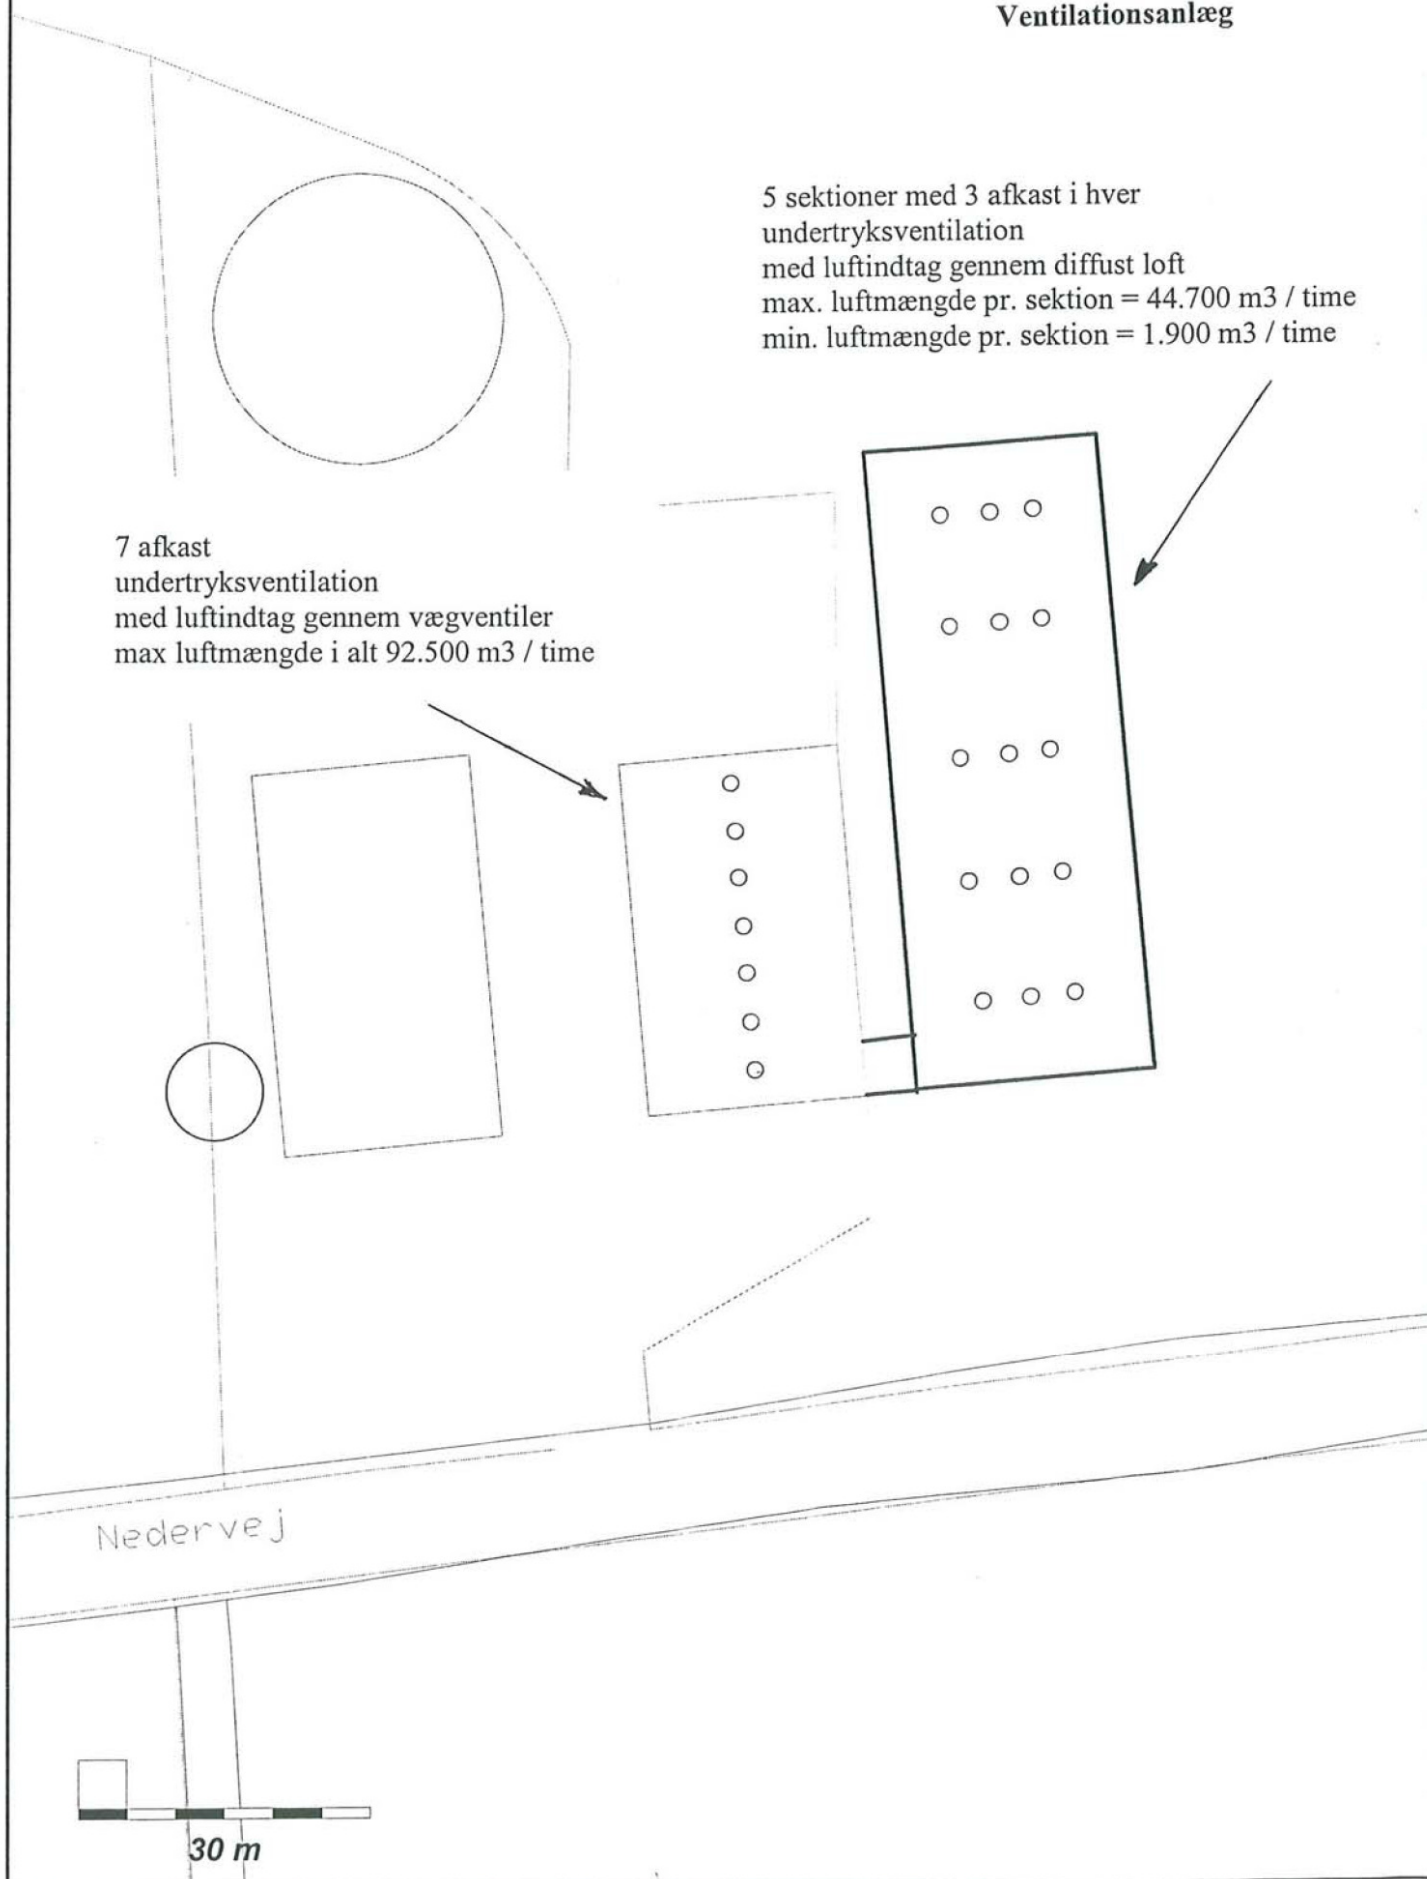 Ventilationsanlæg
5 sektioner med 3 afkast i hver
undertryksventilation
med luftindtag gennem diffust loft
max. luftmængde pr. sektion = 44.700 m3 / time
min. luftmængde pr. sektion = 1.900 m3 / time
7 afkast
undertryksventilation
med luftindtag gennem vægventiler
max luftmængde i alt 92.500 m3 / time
Nedervej
30 m